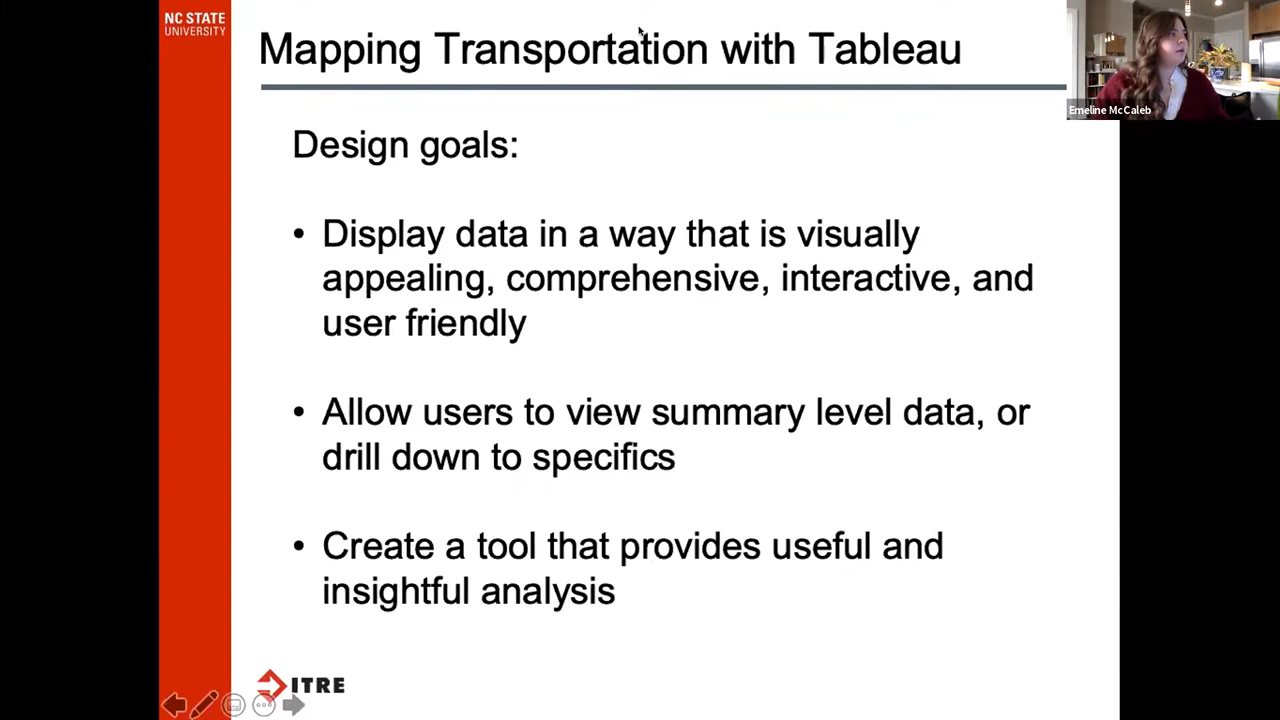 NC STATE
UNIVERSITY
Mapping Transportation with Tableau
Emeline McCaleb
Design goals:
• Display data in a way that is visually
appealing, comprehensive, interactive, and
user friendly
• Allow users to view summary level data, or
drill down to specifics
• Create a tool that provides useful and
insightful analysis
ITRE